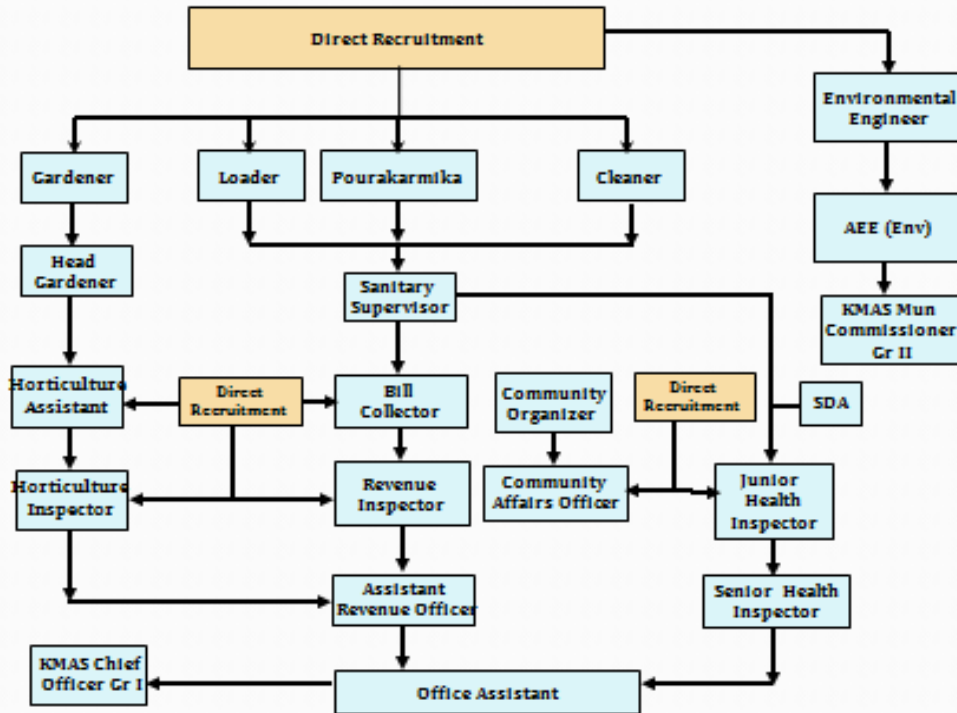 Direct Recruitment
Environmental
Engineer
Gardener
Loader
Pourakarmika
Cleaner
AEE (Env)
Head
Gardener
Sanitary
Supervisor
KMAS Mun
Commissioner
Gr II
Horticulture
Assistant
Direct
Recruitment
Bill
Collector
Community
Organizer
Direct
Recruitment
SDA
Horticulture
Inspector
Revenue
Inspector
Community
Affairs Officer
Junior
Health
Inspector
Assistant
Revenue Officer
Senior Health
Inspector
KMAS Chief
Officer Gr I
Office Assistant